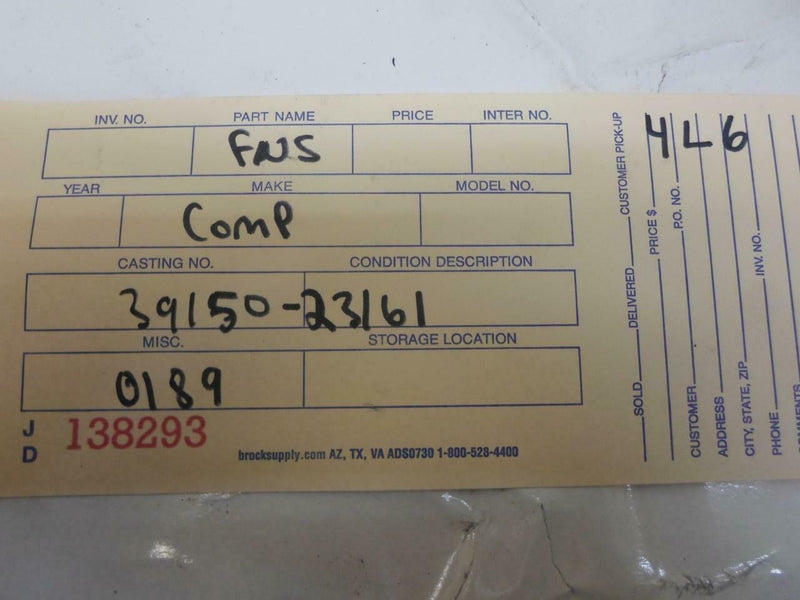 INV. NO. PART NAME PRICE INTER NO.
FNS
YEAR MAKE MODEL NO.
Comp
CASTING NO. CONDITION DESCRIPTION
39150-23161
MISC. STORAGE LOCATION
0189
J D 138293
brocksupply.com AZ, TX, VA ADS0730 1-800-528-4400
4L6
SOLD DELIVERED CUSTOMER PICK-UP
PRICE $
CUSTOMER P.O. NO.
ADDRESS
CITY, STATE, ZIP
PHONE INV. NO.